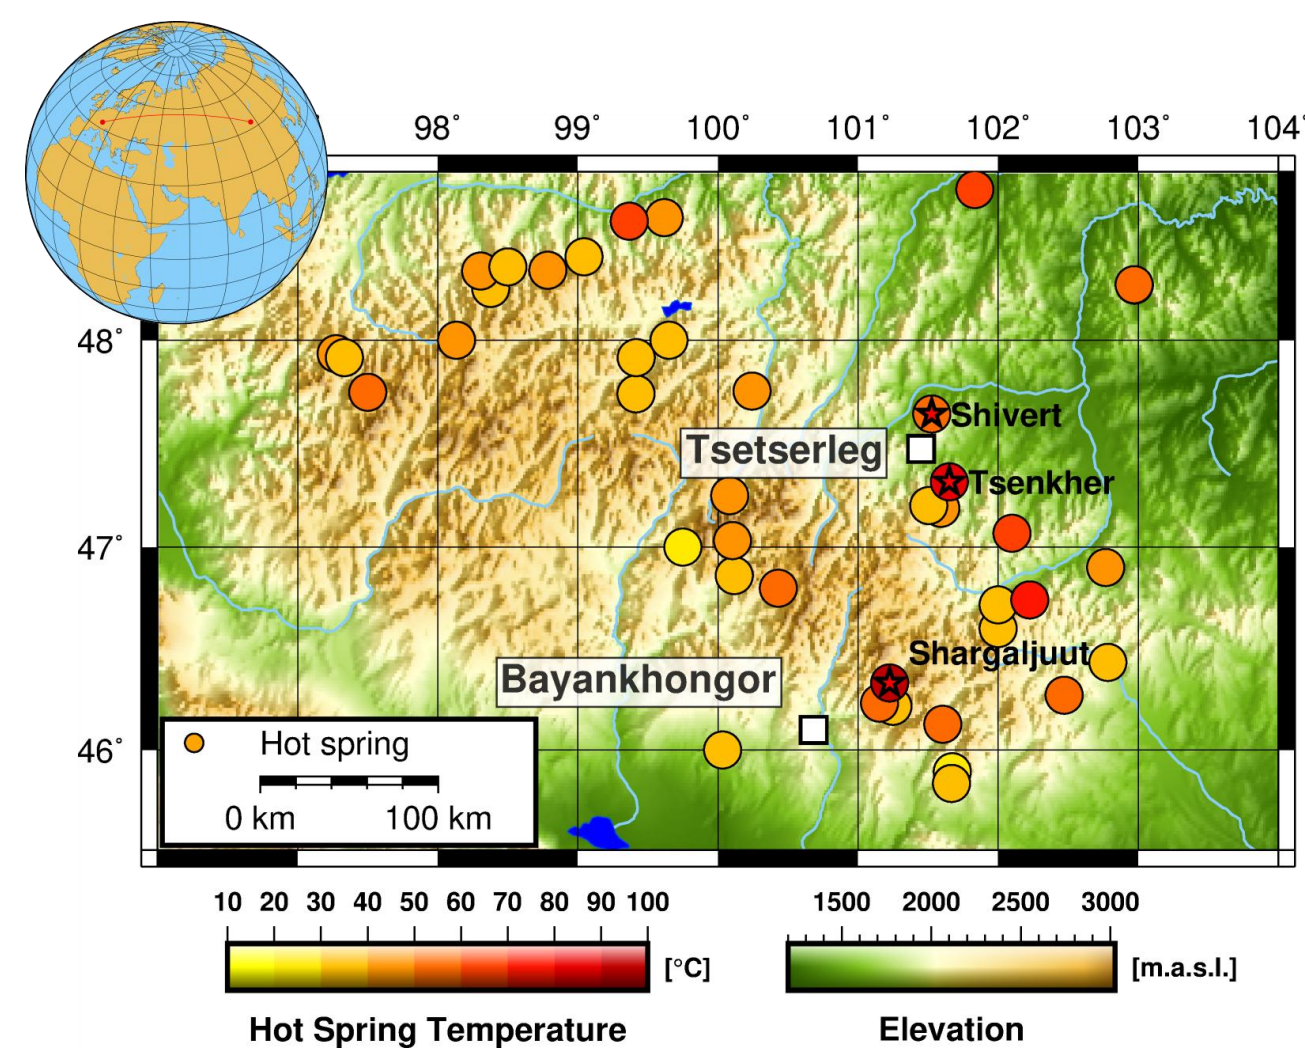 98° 99° 100° 101° 102° 103° 104°
48°
Shivert
Tsetserleg
Tsenkher
47°
Shargaljuut
Bayankhongor
46°
Hot spring
0 km 100 km
10 20 30 40 50 60 70 80 90 100
[°C]
Hot Spring Temperature
1500 2000 2500 3000
[m.a.s.l.]
Elevation